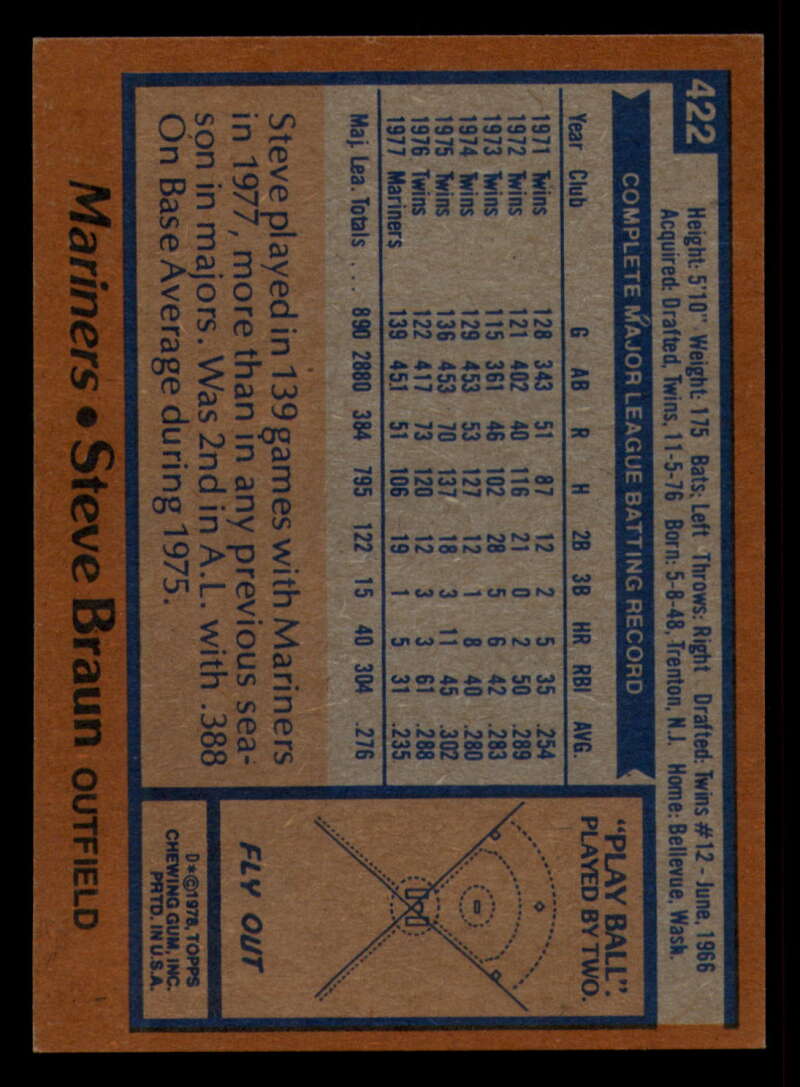 422
Height: 5'10" Weight: 175 Bats: Left Throws: Right Drafted: Twins #12 - June, 1966
Acquired: Drafted, Twins, 11-5-76 Born: 5-8-48, Trenton, N.J. Home: Bellevue, Wash.
COMPLETE MAJOR LEAGUE BATTING RECORD
Year Club G AB R H 2B 3B HR RBI AVG.
1971 Twins 128 343 51 87 12 2 5 35 .254
1972 Twins 121 402 40 116 21 0 2 50 .289
1973 Twins 115 361 46 102 28 5 6 42 .283
1974 Twins 129 453 53 127 12 1 8 40 .280
1975 Twins 136 453 70 137 18 3 11 45 .302
1976 Twins 122 417 73 120 12 3 3 61 .288
1977 Mariners 139 451 51 106 19 1 5 31 .235
Maj. Lea. Totals .... 890 2880 384 795 122 15 40 304 .276
Steve played in 139 games with Mariners
in 1977, more than in any previous sea-
son in majors. Was 2nd in A.L. with .388
On Base Average during 1975.
"PLAY BALL".
PLAYED BY TWO.
FLY OUT
D*©1978, TOPPS
CHEWING GUM, INC.
PRTD. IN U.S.A.
Mariners • Steve Braun OUTFIELD